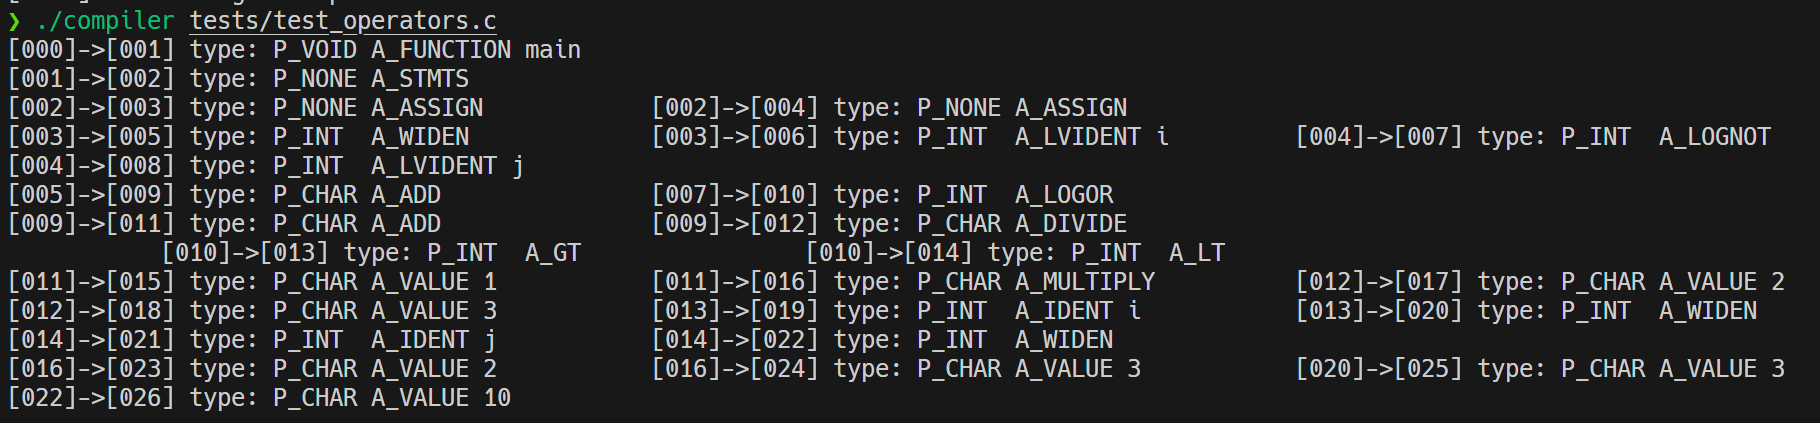 ❯ ./compiler tests/test_operators.c
[000]->[001] type: P_VOID A_FUNCTION main
[001]->[002] type: P_NONE A_STMTS
[002]->[003] type: P_NONE A_ASSIGN            [002]->[004] type: P_NONE A_ASSIGN
[003]->[005] type: P_INT  A_WIDEN             [003]->[006] type: P_INT  A_LVIDENT i         [004]->[007] type: P_INT  A_LOGNOT
[004]->[008] type: P_INT  A_LVIDENT j
[005]->[009] type: P_CHAR A_ADD               [007]->[010] type: P_INT  A_LOGOR
[009]->[011] type: P_CHAR A_ADD               [009]->[012] type: P_CHAR A_DIVIDE
           [010]->[013] type: P_INT  A_GT                [010]->[014] type: P_INT  A_LT
[011]->[015] type: P_CHAR A_VALUE 1           [011]->[016] type: P_CHAR A_MULTIPLY          [012]->[017] type: P_CHAR A_VALUE 2
[012]->[018] type: P_CHAR A_VALUE 3           [013]->[019] type: P_INT  A_IDENT i           [013]->[020] type: P_INT  A_WIDEN
[014]->[021] type: P_INT  A_IDENT j           [014]->[022] type: P_INT  A_WIDEN
[016]->[023] type: P_CHAR A_VALUE 2           [016]->[024] type: P_CHAR A_VALUE 3           [020]->[025] type: P_CHAR A_VALUE 3
[022]->[026] type: P_CHAR A_VALUE 10